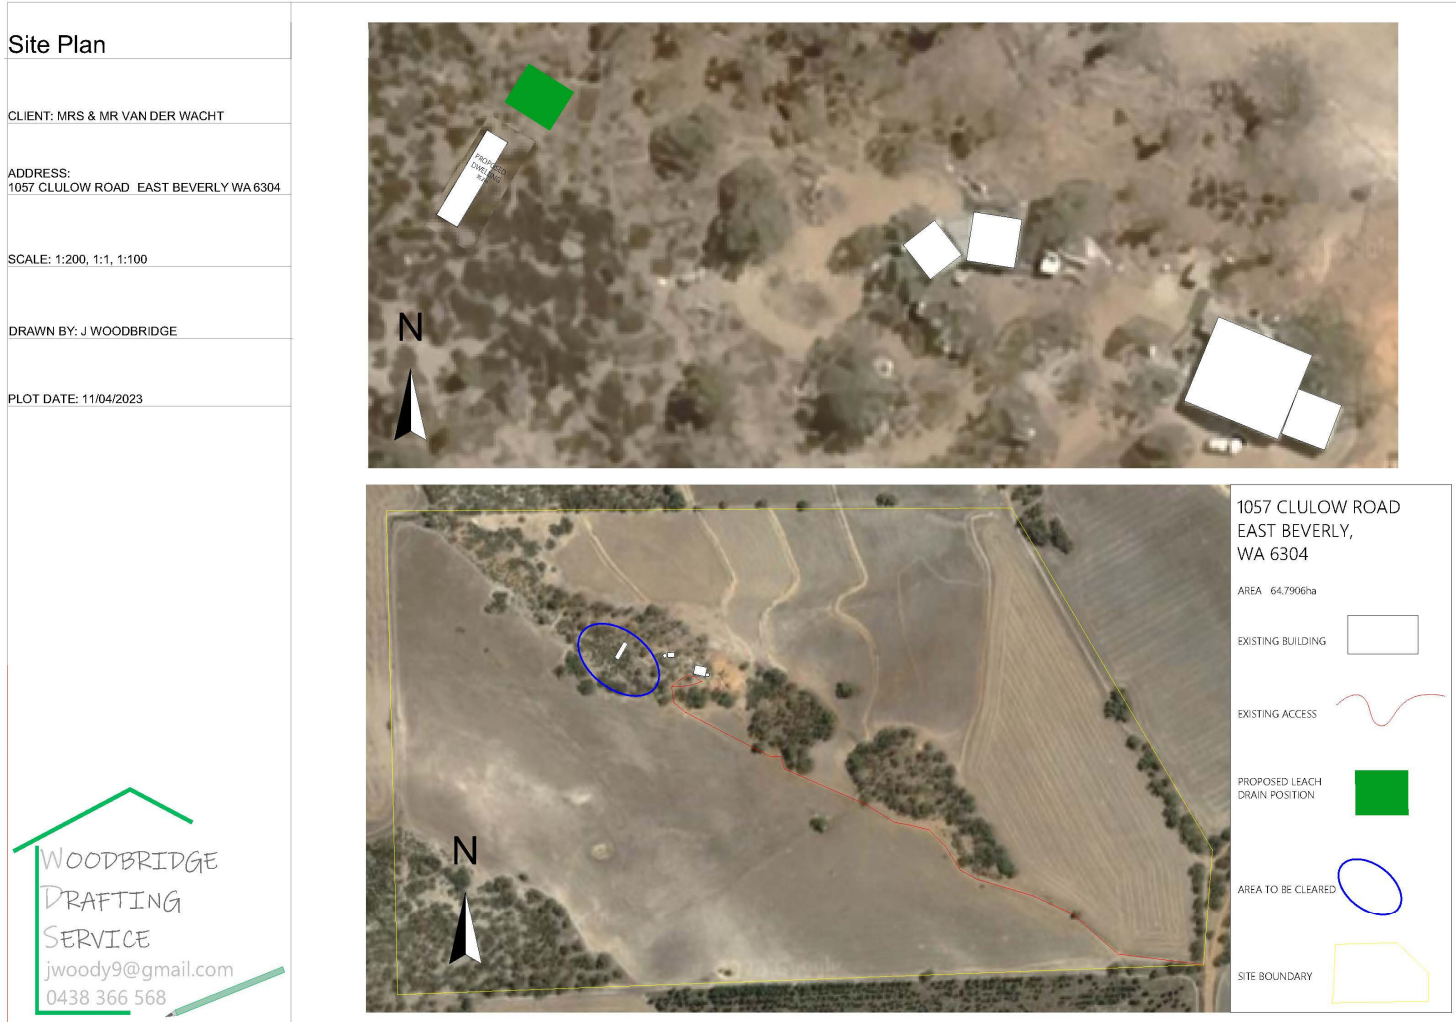 Site Plan
CLIENT: MRS & MR VAN DER WACHT
ADDRESS:
1057 CLULOW ROAD EAST BEVERLY WA 6304
SCALE: 1:200, 1:1, 1:100
DRAWN BY: J WOODBRIDGE
PLOT DATE: 11/04/2023
WOODBRIDGE
DRAFTING
SERVICE
jwoody9@gmail.com
0438 366 568
PROPOSED
DWELLING
N
N
1057 CLULOW ROAD
EAST BEVERLY,
WA 6304
AREA 64.7906ha
EXISTING BUILDING
EXISTING ACCESS
PROPOSED LEACH
DRAIN POSITION
AREA TO BE CLEARED
SITE BOUNDARY